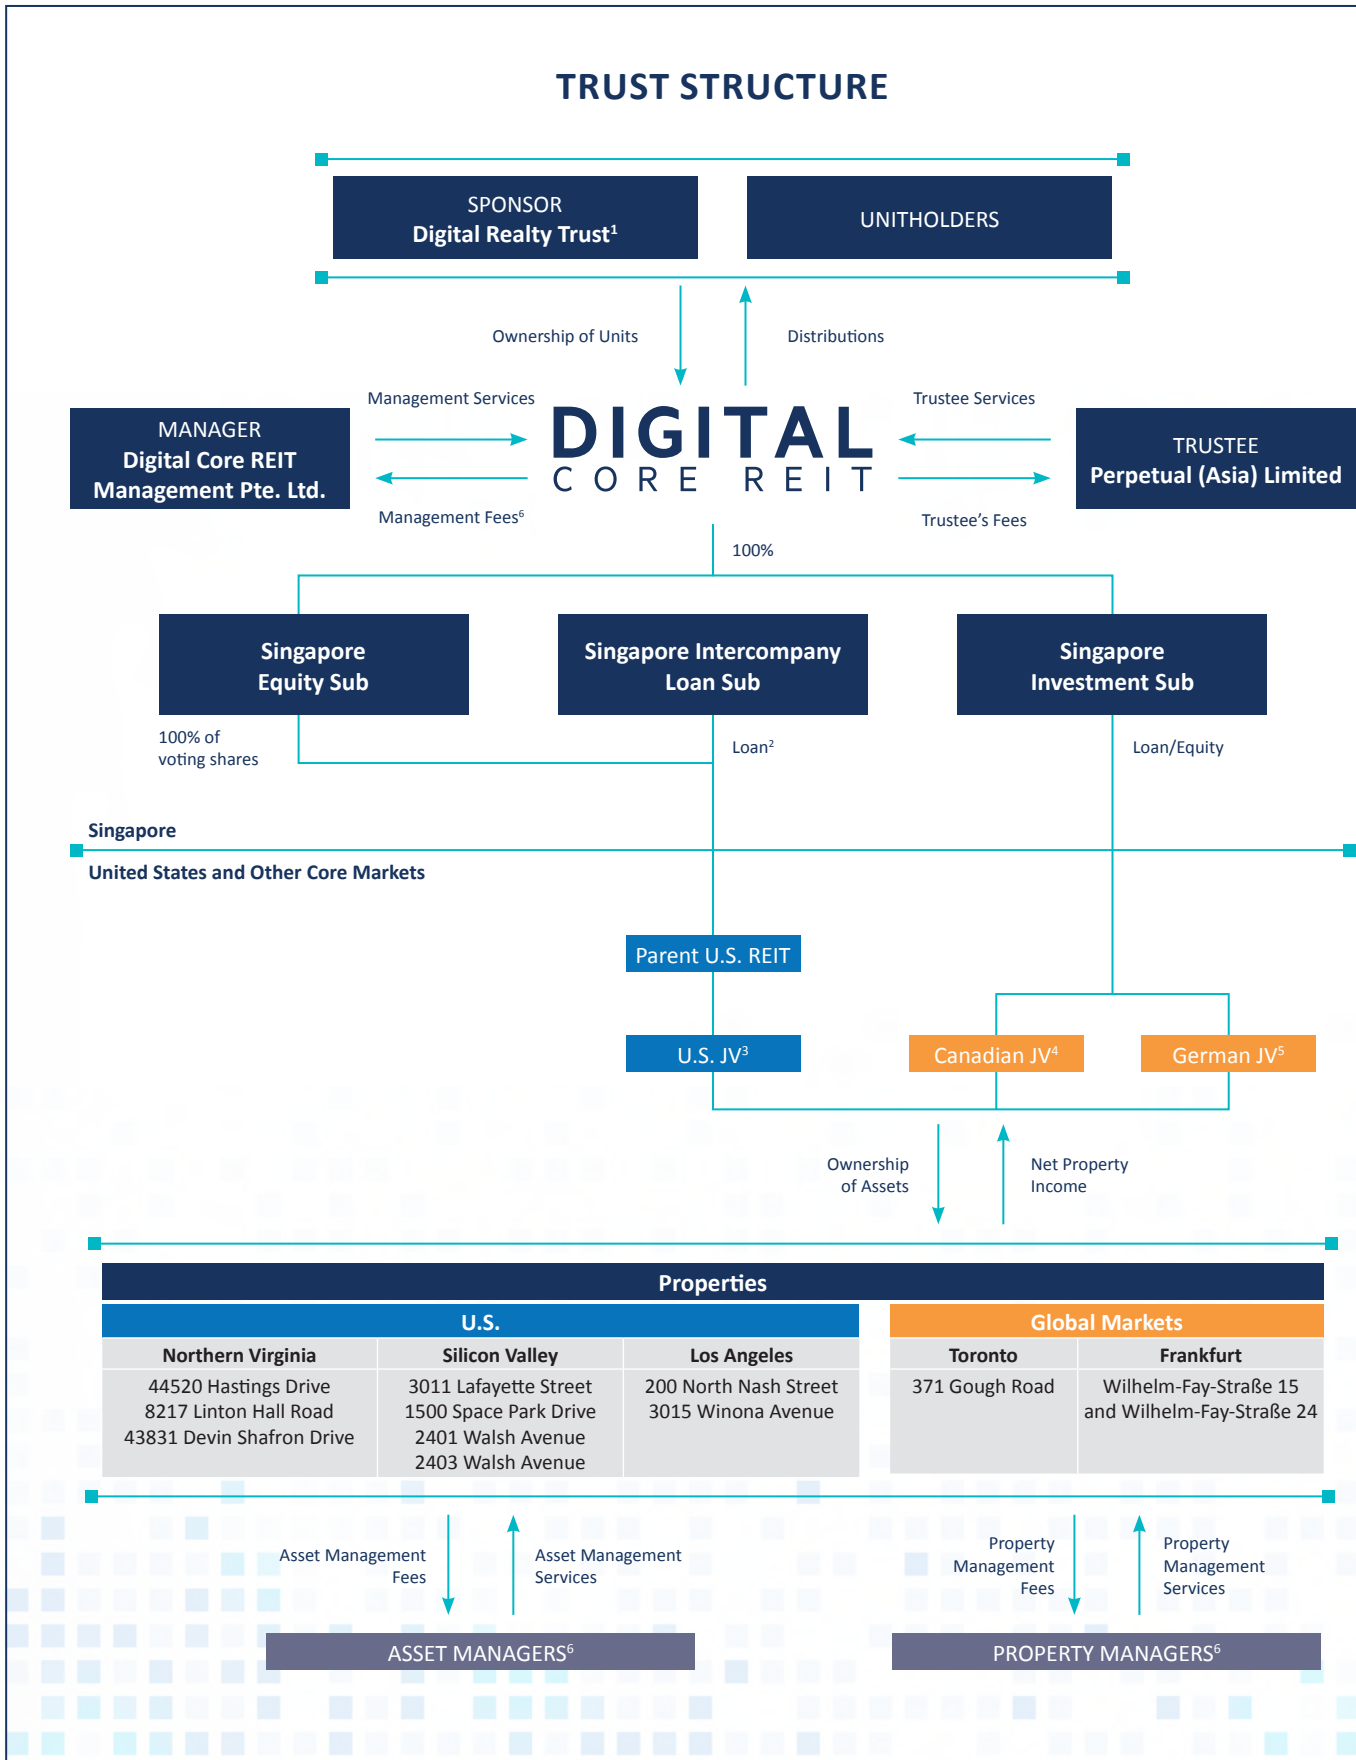 TRUST STRUCTURE
SPONSOR
Digital Realty Trust¹
UNITHOLDERS
Ownership of Units
Distributions
Management Services
Trustee Services
MANAGER
Digital Core REIT
Management Pte. Ltd.
DIGITAL
CORE REIT
TRUSTEE
Perpetual (Asia) Limited
Management Fees⁶
Trustee’s Fees
100%
Singapore
Equity Sub
Singapore Intercompany
Loan Sub
Singapore
Investment Sub
100% of
voting shares
Loan²
Loan/Equity
Singapore
United States and Other Core Markets
Parent U.S. REIT
U.S. JV³
Canadian JV⁴
German JV⁵
Ownership
of Assets
Net Property
Income
Properties
U.S.
Global Markets
Northern Virginia
Silicon Valley
Los Angeles
Toronto
Frankfurt
44520 Hastings Drive
8217 Linton Hall Road
43831 Devin Shafron Drive
3011 Lafayette Street
1500 Space Park Drive
2401 Walsh Avenue
2403 Walsh Avenue
200 North Nash Street
3015 Winona Avenue
371 Gough Road
Wilhelm-Fay-Straße 15
and Wilhelm-Fay-Straße 24
Asset Management
Fees
Asset Management
Services
Property
Management
Fees
Property
Management
Services
ASSET MANAGERS⁶
PROPERTY MANAGERS⁶